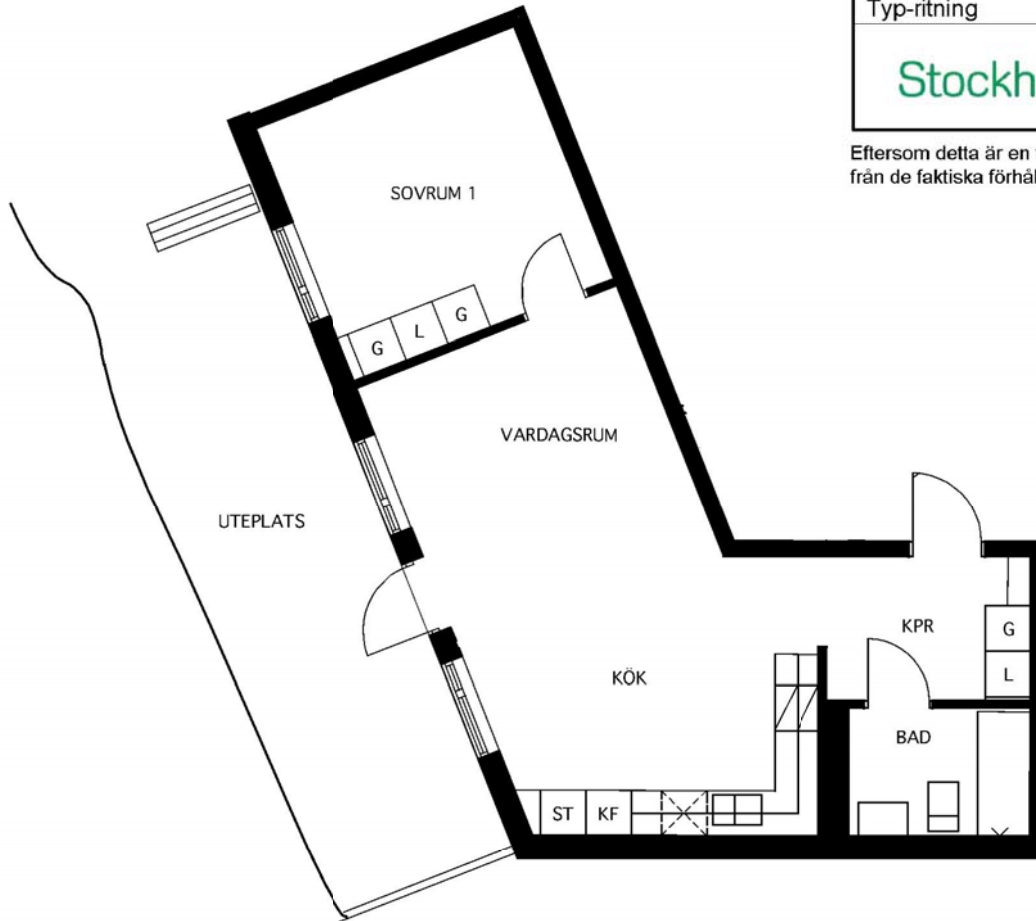 Typ-ritning
Stockh
Eftersom detta är en
från de faktiska förhål
SOVRUM 1
G L G
VARDAGSRUM
UTEPLATS
KPR
G
L
KÖK
BAD
ST KF